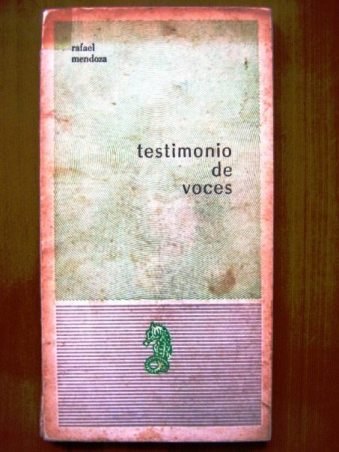 rafael
mendoza
testimonio
de
voces